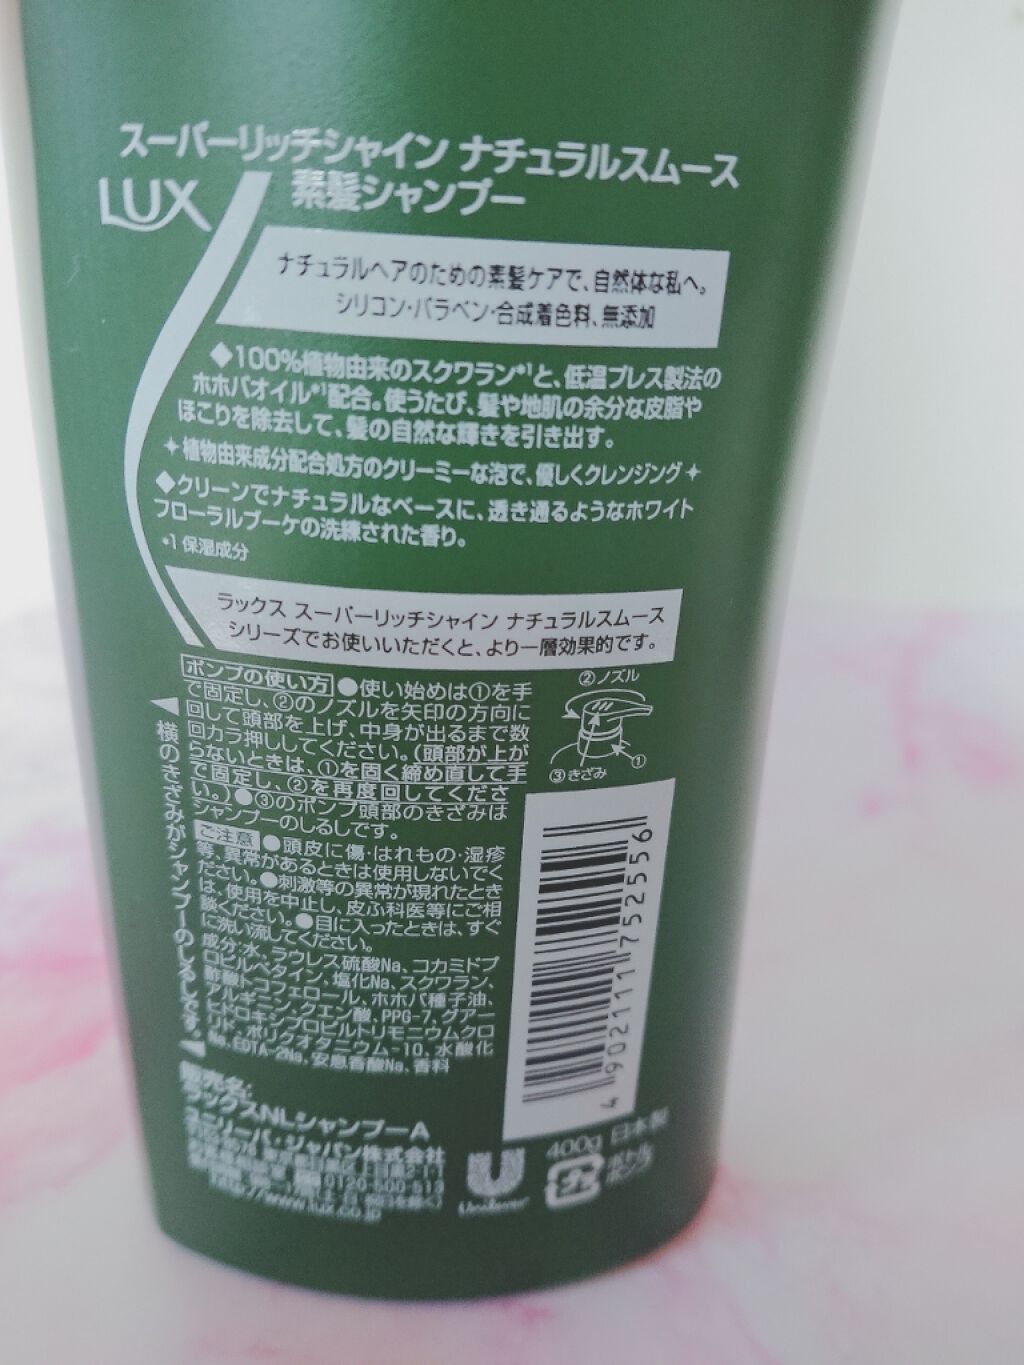 スーパーリッチシャイン ナチュラルスムース
素髪シャンプー
LUX
ナチュラルヘアのための素髪ケアで、自然体な私へ。
シリコン・パラベン・合成着色料、無添加
◆100%植物由来のスクワラン*1と、低温プレス製法の
ホホバオイル*1配合。使うたび、髪や地肌の余分な皮脂や
ほこりを除去して、髪の自然な輝きを引き出す。
✦植物由来成分配合処方のクリーミーな泡で、優しくクレンジング✦
◆クリーンでナチュラルなベースに、透き通るようなホワイト
フローラルブーケの洗練された香り。
*1 保湿成分
ラックス スーパーリッチシャイン ナチュラルスムース
シリーズでお使いいただくと、より一層効果的です。
ポンプの使い方 ●使い始めは①を手
で固定し、②のノズルを矢印の方向に
回して頭部を上げ、中身が出るまで数
回カラ押ししてください。(頭部が上が
らないときは、①を固く締め直して手
で固定し、②を再度回してくださ
い。)●③のポンプ頭部のきざみは
シャンプーのしるしです。
②ノズル
①
③きざみ
◀横のきざみがシャンプーのしるしです。◀
ご注意 ●頭皮に傷・はれもの・湿疹
等、異常があるときは使用しないでく
ださい。●刺激等の異常が現れたとき
は、使用を中止し、皮ふ科医等にご相
談ください。●目に入ったときは、すぐ
に洗い流してください。
成分:水、ラウレス硫酸Na、コカミドプ
ロピルベタイン、塩化Na、スクワラン、
酢酸トコフェロール、ホホバ種子油、
アルギニン、クエン酸、PPG-7、グアー
ヒドロキシプロピルトリモニウムクロ
リド、ポリクオタニウム-10、水酸化
Na、EDTA-2Na、安息香酸Na、香料
4902111752556
販売名:
ラックスNLシャンプーA
ユニリーバ・ジャパン株式会社
0120-500-513
http://www.lux.co.jp
Unilever
400g 日本製
プラ
ボトル
ポンプ